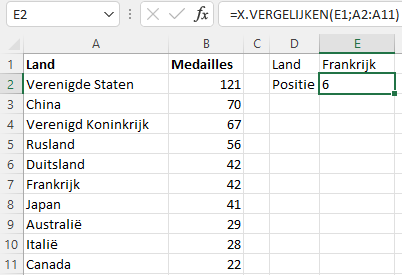 E2 fx =X.VERGELIJKEN(E1;A2:A11)
A B C D E
1 Land Medailles Land Frankrijk
2 Verenigde Staten 121 Positie 6
3 China 70
4 Verenigd Koninkrijk 67
5 Rusland 56
6 Duitsland 42
7 Frankrijk 42
8 Japan 41
9 Australië 29
10 Italië 28
11 Canada 22